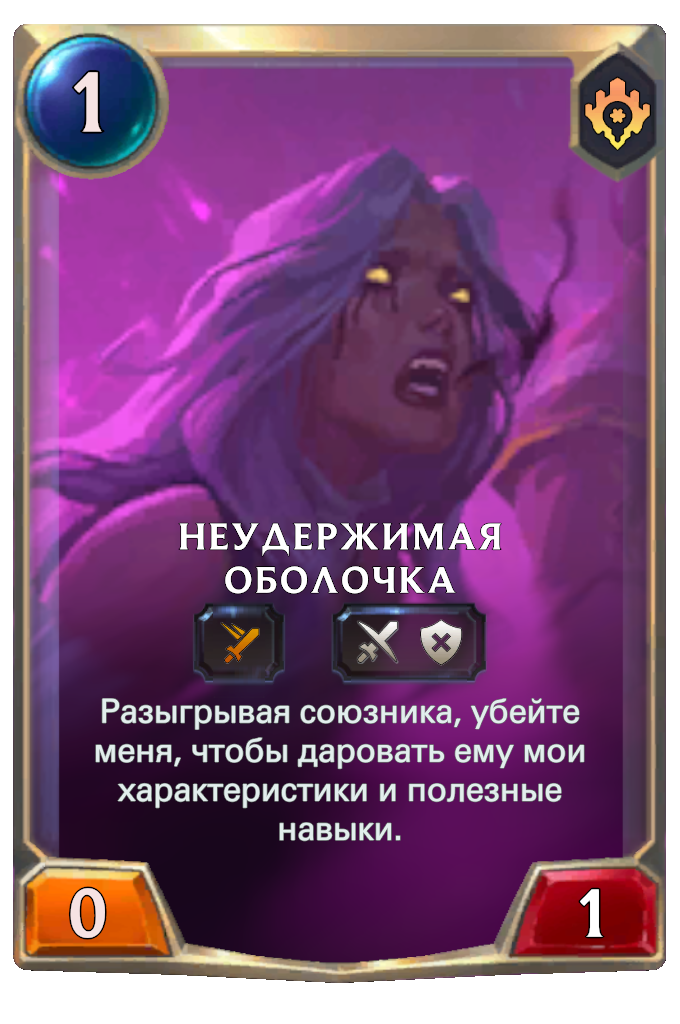 1
НЕУДЕРЖИМАЯ
ОБОЛОЧКА
Разыгрывая союзника, убейте
меня, чтобы даровать ему мои
характеристики и полезные
навыки.
0
1